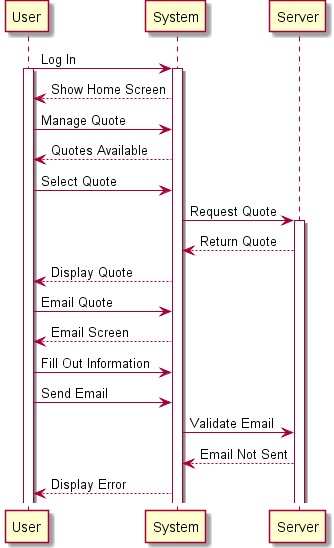 User System Server
Log In
Show Home Screen
Manage Quote
Quotes Available
Select Quote
Request Quote
Return Quote
Display Quote
Email Quote
Email Screen
Fill Out Information
Send Email
Validate Email
Email Not Sent
Display Error
User System Server